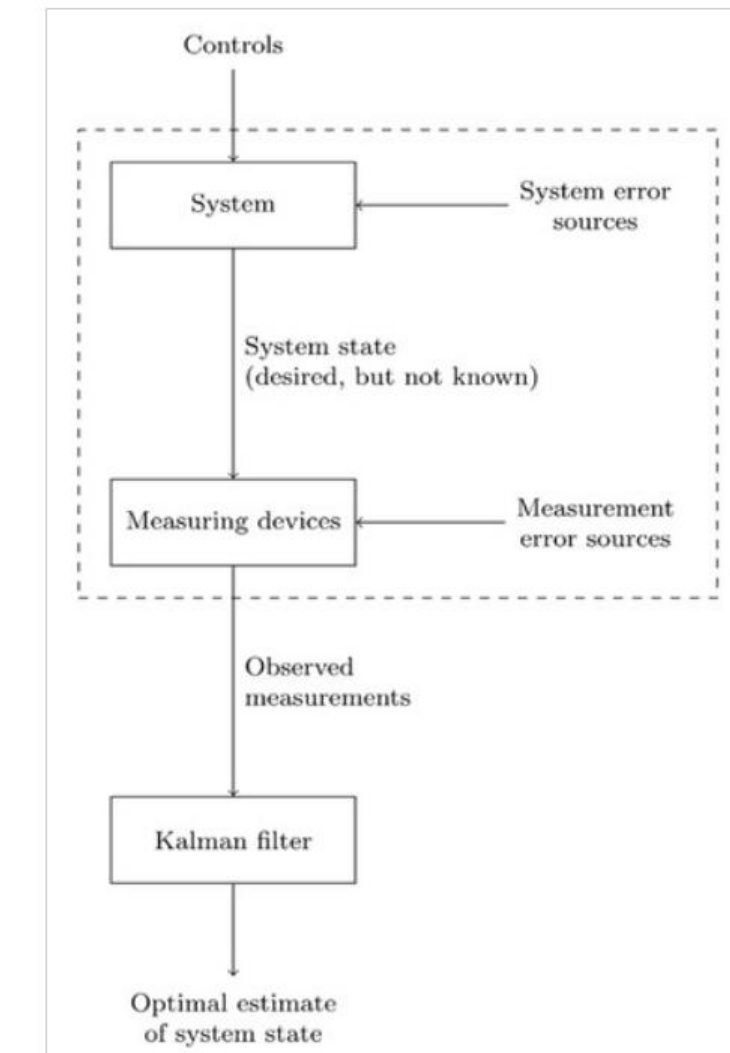 Controls
System
System error
sources
System state
(desired, but not known)
Measuring devices
Measurement
error sources
Observed
measurements
Kalman filter
Optimal estimate
of system state